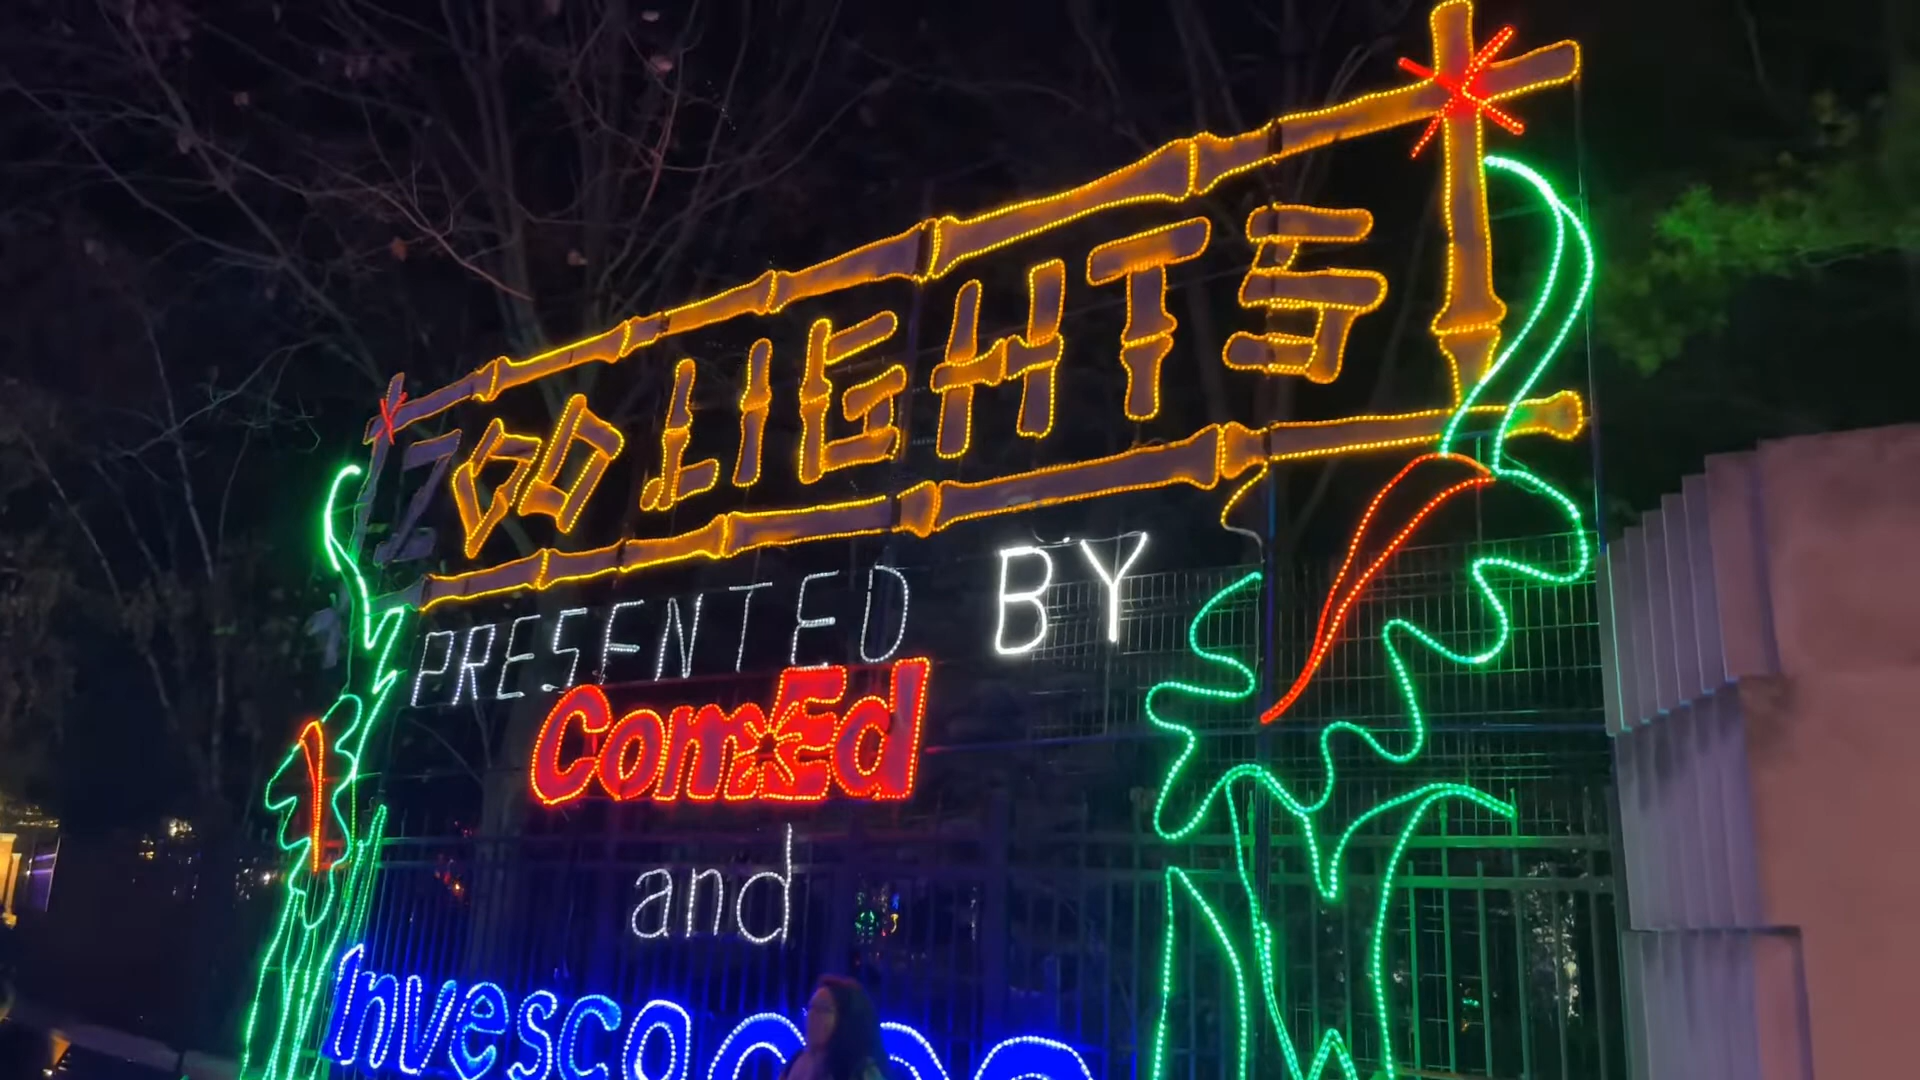 ZOO LIGHTS
PRESENTED BY
ComEd
and
Invesco